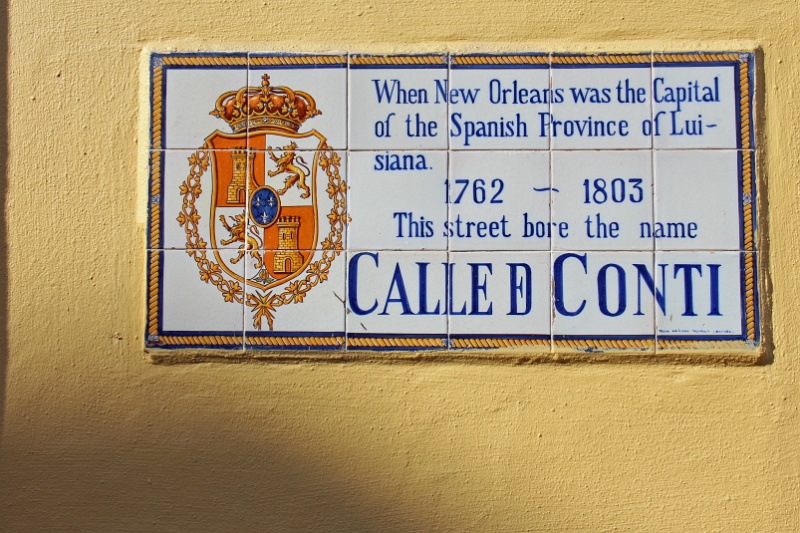 When New Orleans was the Capital
of the Spanish Province of Lui-
siana.
1762 – 1803
This street bore the name
CALLE D CONTI